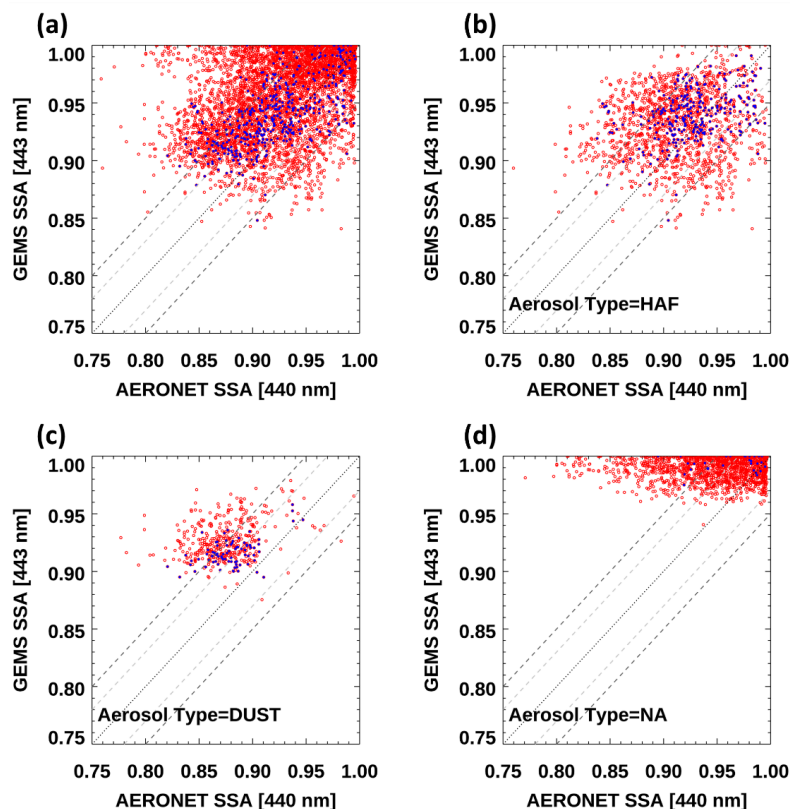 (a)
1.00
0.95
0.90
0.85
0.80
0.75
GEMS SSA [443 nm]
0.75 0.80 0.85 0.90 0.95 1.00
AERONET SSA [440 nm]
(b)
1.00
0.95
0.90
0.85
0.80
0.75
GEMS SSA [443 nm]
Aerosol Type=HAF
0.75 0.80 0.85 0.90 0.95 1.00
AERONET SSA [440 nm]
(c)
1.00
0.95
0.90
0.85
0.80
0.75
GEMS SSA [443 nm]
Aerosol Type=DUST
0.75 0.80 0.85 0.90 0.95 1.00
AERONET SSA [440 nm]
(d)
1.00
0.95
0.90
0.85
0.80
0.75
GEMS SSA [443 nm]
Aerosol Type=NA
0.75 0.80 0.85 0.90 0.95 1.00
AERONET SSA [440 nm]